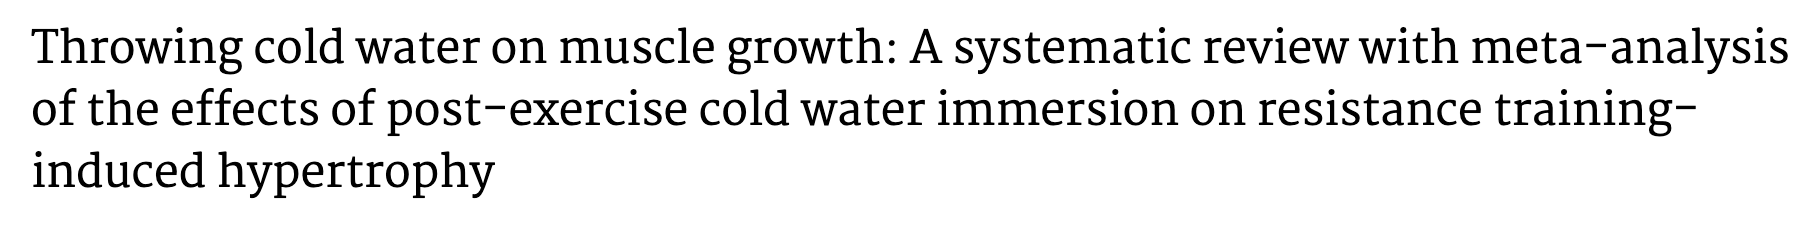 Throwing cold water on muscle growth: A systematic review with meta-analysis
of the effects of post-exercise cold water immersion on resistance training-
induced hypertrophy